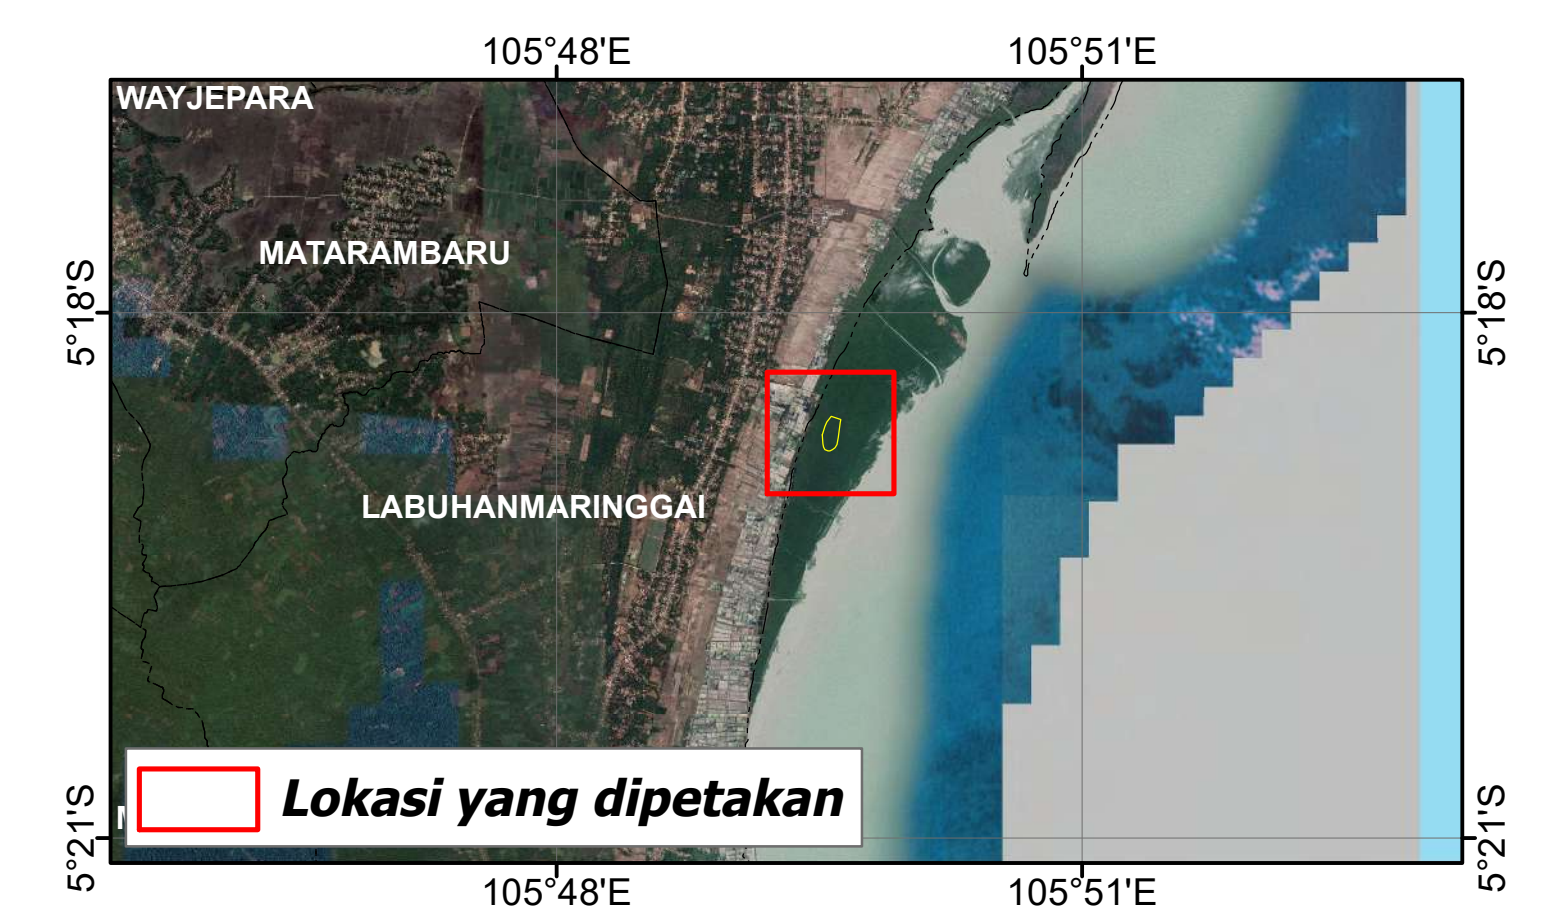 105°48'E 105°51'E
WAYJEPARA
MATARAMBARU
5°18'S 5°18'S
LABUHANMARINGGAI
Lokasi yang dipetakan
5°21'S 5°21'S
105°48'E 105°51'E